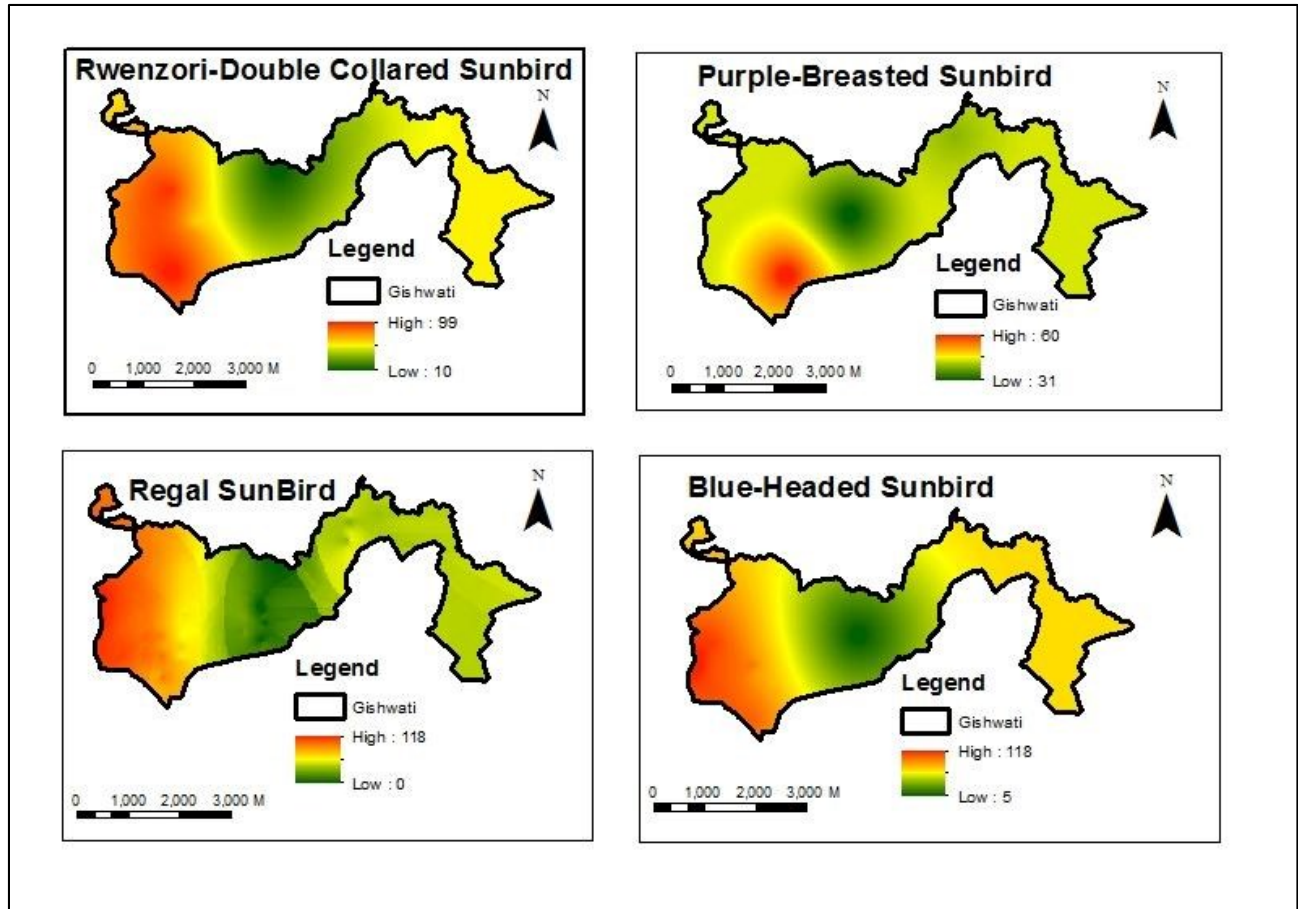 Rwenzori-Double Collared Sunbird
N
Legend
Gishwati
High : 99
Low : 10
0 1,000 2,000 3,000 M
Purple-Breasted Sunbird
N
Legend
Gishwati
High : 60
Low : 31
0 1,000 2,000 3,000 M
Regal SunBird
N
Legend
Gishwati
High : 118
Low : 0
0 1,000 2,000 3,000 M
Blue-Headed Sunbird
N
Legend
Gishwati
High : 118
Low : 5
0 1,000 2,000 3,000 M